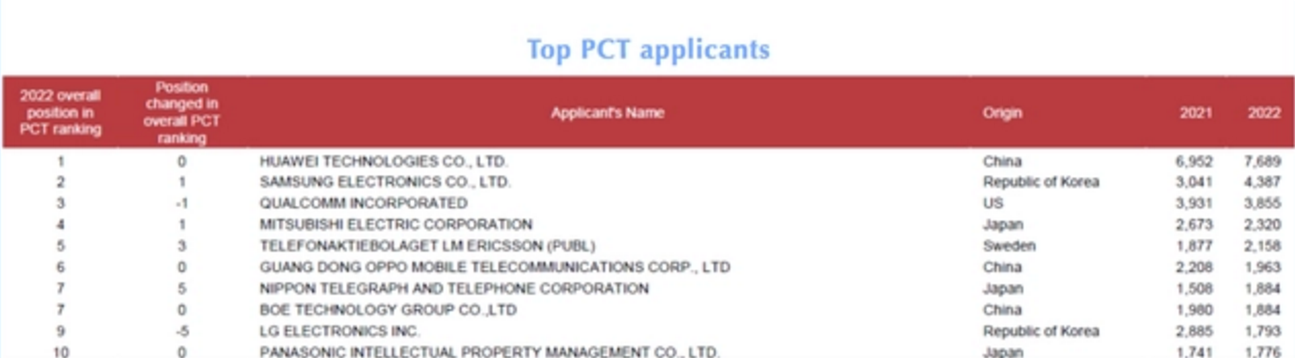 Top PCT applicants
2022 overall position in PCT ranking Position changed in overall PCT ranking Applicant's Name Origin 2021 2022
1 0 HUAWEI TECHNOLOGIES CO., LTD. China 6,952 7,689
2 1 SAMSUNG ELECTRONICS CO., LTD. Republic of Korea 3,041 4,387
3 -1 QUALCOMM INCORPORATED US 3,931 3,855
4 1 MITSUBISHI ELECTRIC CORPORATION Japan 2,673 2,320
5 3 TELEFONAKTIEBOLAGET LM ERICSSON (PUBL) Sweden 1,877 2,158
6 0 GUANG DONG OPPO MOBILE TELECOMMUNICATIONS CORP., LTD China 2,208 1,963
7 5 NIPPON TELEGRAPH AND TELEPHONE CORPORATION Japan 1,508 1,884
7 0 BOE TECHNOLOGY GROUP CO.,LTD China 1,980 1,884
9 -5 LG ELECTRONICS INC. Republic of Korea 2,885 1,793
10 0 PANASONIC INTELLECTUAL PROPERTY MANAGEMENT CO., LTD. Japan 1,741 1,776